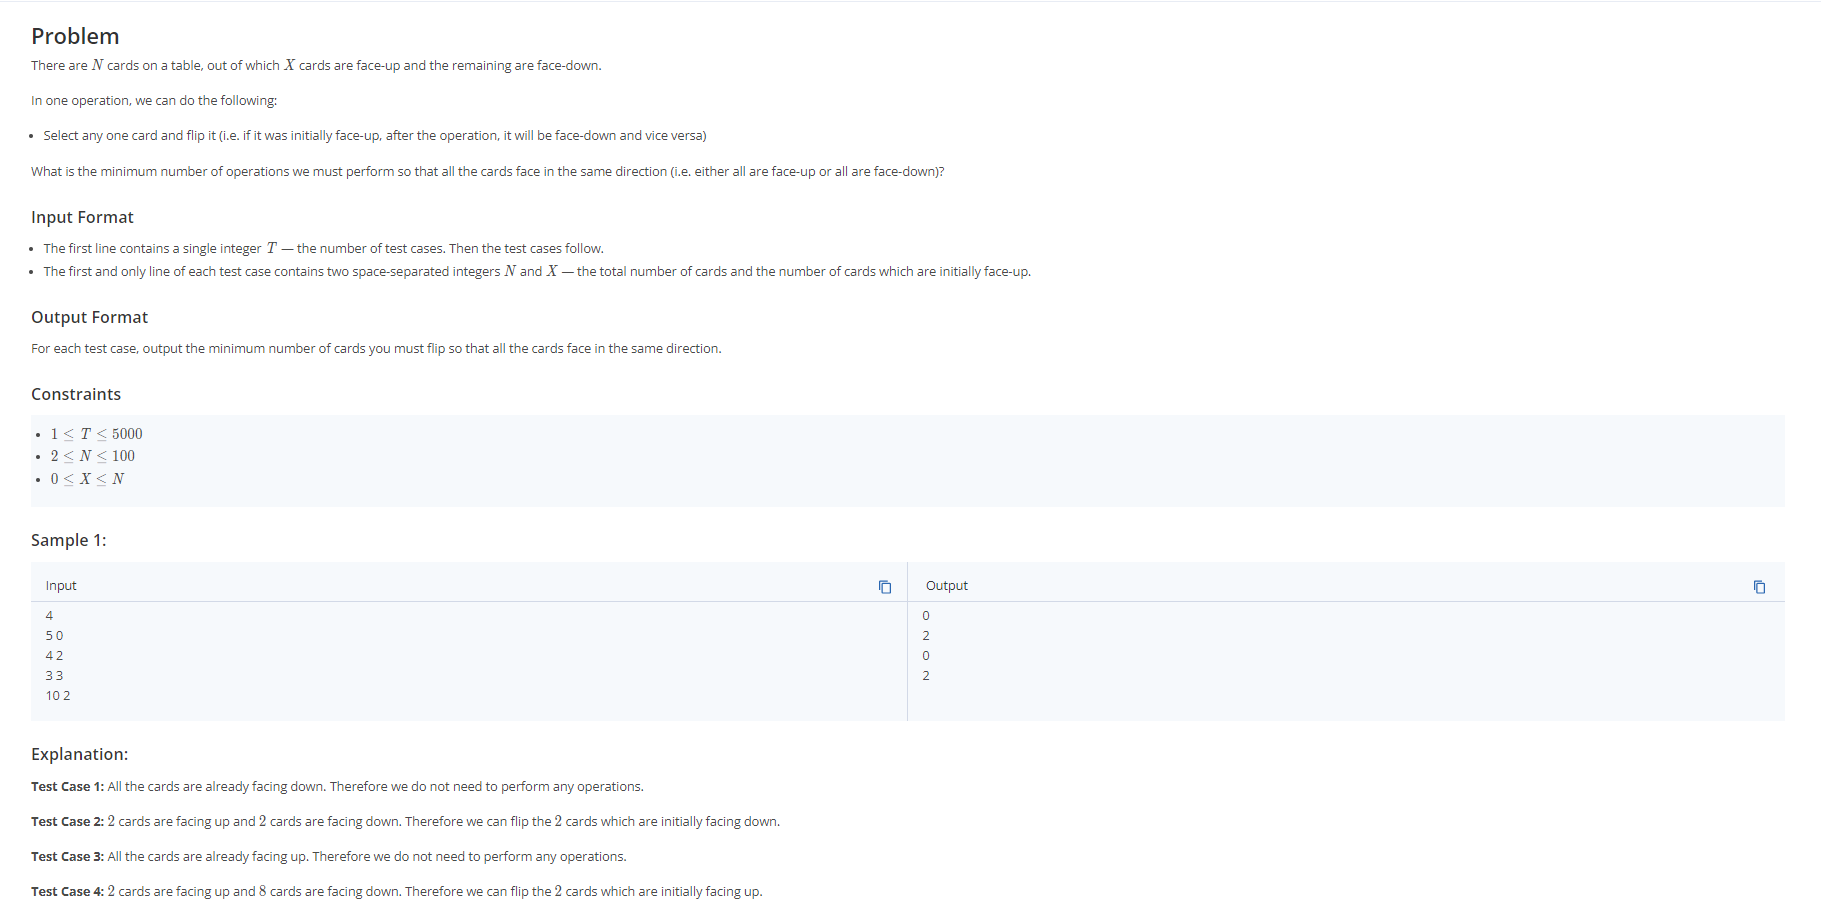 Problem
There are N cards on a table, out of which X cards are face-up and the remaining are face-down.
In one operation, we can do the following:
• Select any one card and flip it (i.e. if it was initially face-up, after the operation, it will be face-down and vice versa)
What is the minimum number of operations we must perform so that all the cards face in the same direction (i.e. either all are face-up or all are face-down)?
Input Format
• The first line contains a single integer T — the number of test cases. Then the test cases follow.
• The first and only line of each test case contains two space-separated integers N and X — the total number of cards and the number of cards which are initially face-up.
Output Format
For each test case, output the minimum number of cards you must flip so that all the cards face in the same direction.
Constraints
• 1 ≤ T ≤ 5000
• 2 ≤ N ≤ 100
• 0 ≤ X ≤ N
Sample 1:
Input
4
5 0
4 2
3 3
10 2
Output
0
2
0
2
Explanation:
Test Case 1: All the cards are already facing down. Therefore we do not need to perform any operations.
Test Case 2: 2 cards are facing up and 2 cards are facing down. Therefore we can flip the 2 cards which are initially facing down.
Test Case 3: All the cards are already facing up. Therefore we do not need to perform any operations.
Test Case 4: 2 cards are facing up and 8 cards are facing down. Therefore we can flip the 2 cards which are initially facing up.